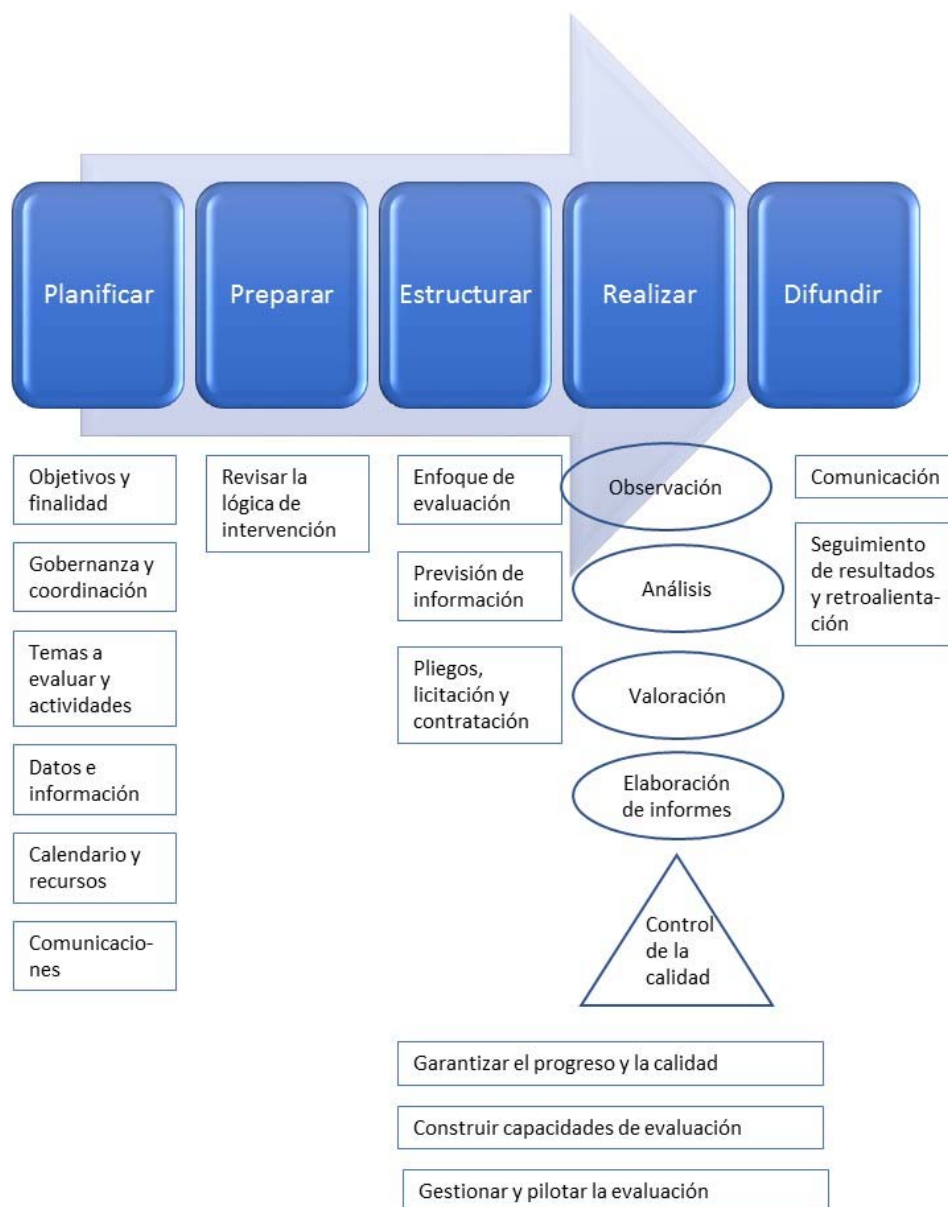 Planificar
Preparar
Estructurar
Realizar
Difundir
Objetivos y
finalidad
Gobernanza y
coordinación
Temas a
evaluar y
actividades
Datos e
información
Calendario y
recursos
Comunicacio-
nes
Revisar la
lógica de
intervención
Enfoque de
evaluación
Previsión de
información
Pliegos,
licitación y
contratación
Observación
Análisis
Valoración
Elaboración
de informes
Control
de la
calidad
Comunicación
Seguimiento
de resultados
y retroalienta-
ción
Garantizar el progreso y la calidad
Construir capacidades de evaluación
Gestionar y pilotar la evaluación